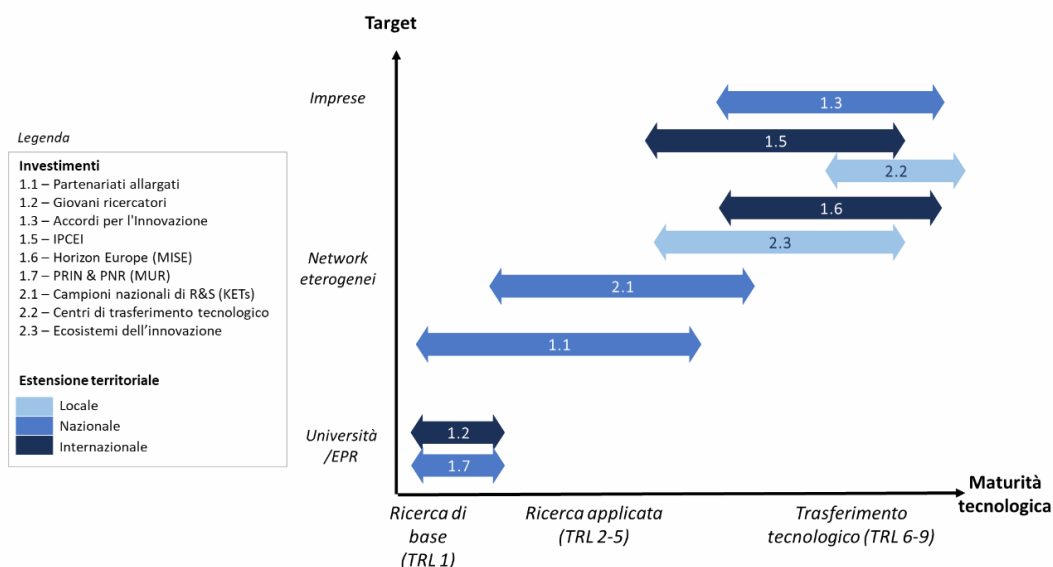 Target
Imprese
Network
eterogenei
Università
/EPR
1.3
1.5
2.2
1.6
2.3
2.1
1.1
1.2
1.7
Maturità
tecnologica
Ricerca di
base
(TRL 1)
Ricerca applicata
(TRL 2-5)
Trasferimento
tecnologico (TRL 6-9)
Legenda
Investimenti
1.1 – Partenariati allargati
1.2 – Giovani ricercatori
1.3 – Accordi per l'Innovazione
1.5 – IPCEI
1.6 – Horizon Europe (MISE)
1.7 – PRIN & PNR (MUR)
2.1 – Campioni nazionali di R&S (KETs)
2.2 – Centri di trasferimento tecnologico
2.3 – Ecosistemi dell’innovazione
Estensione territoriale
Locale
Nazionale
Internazionale